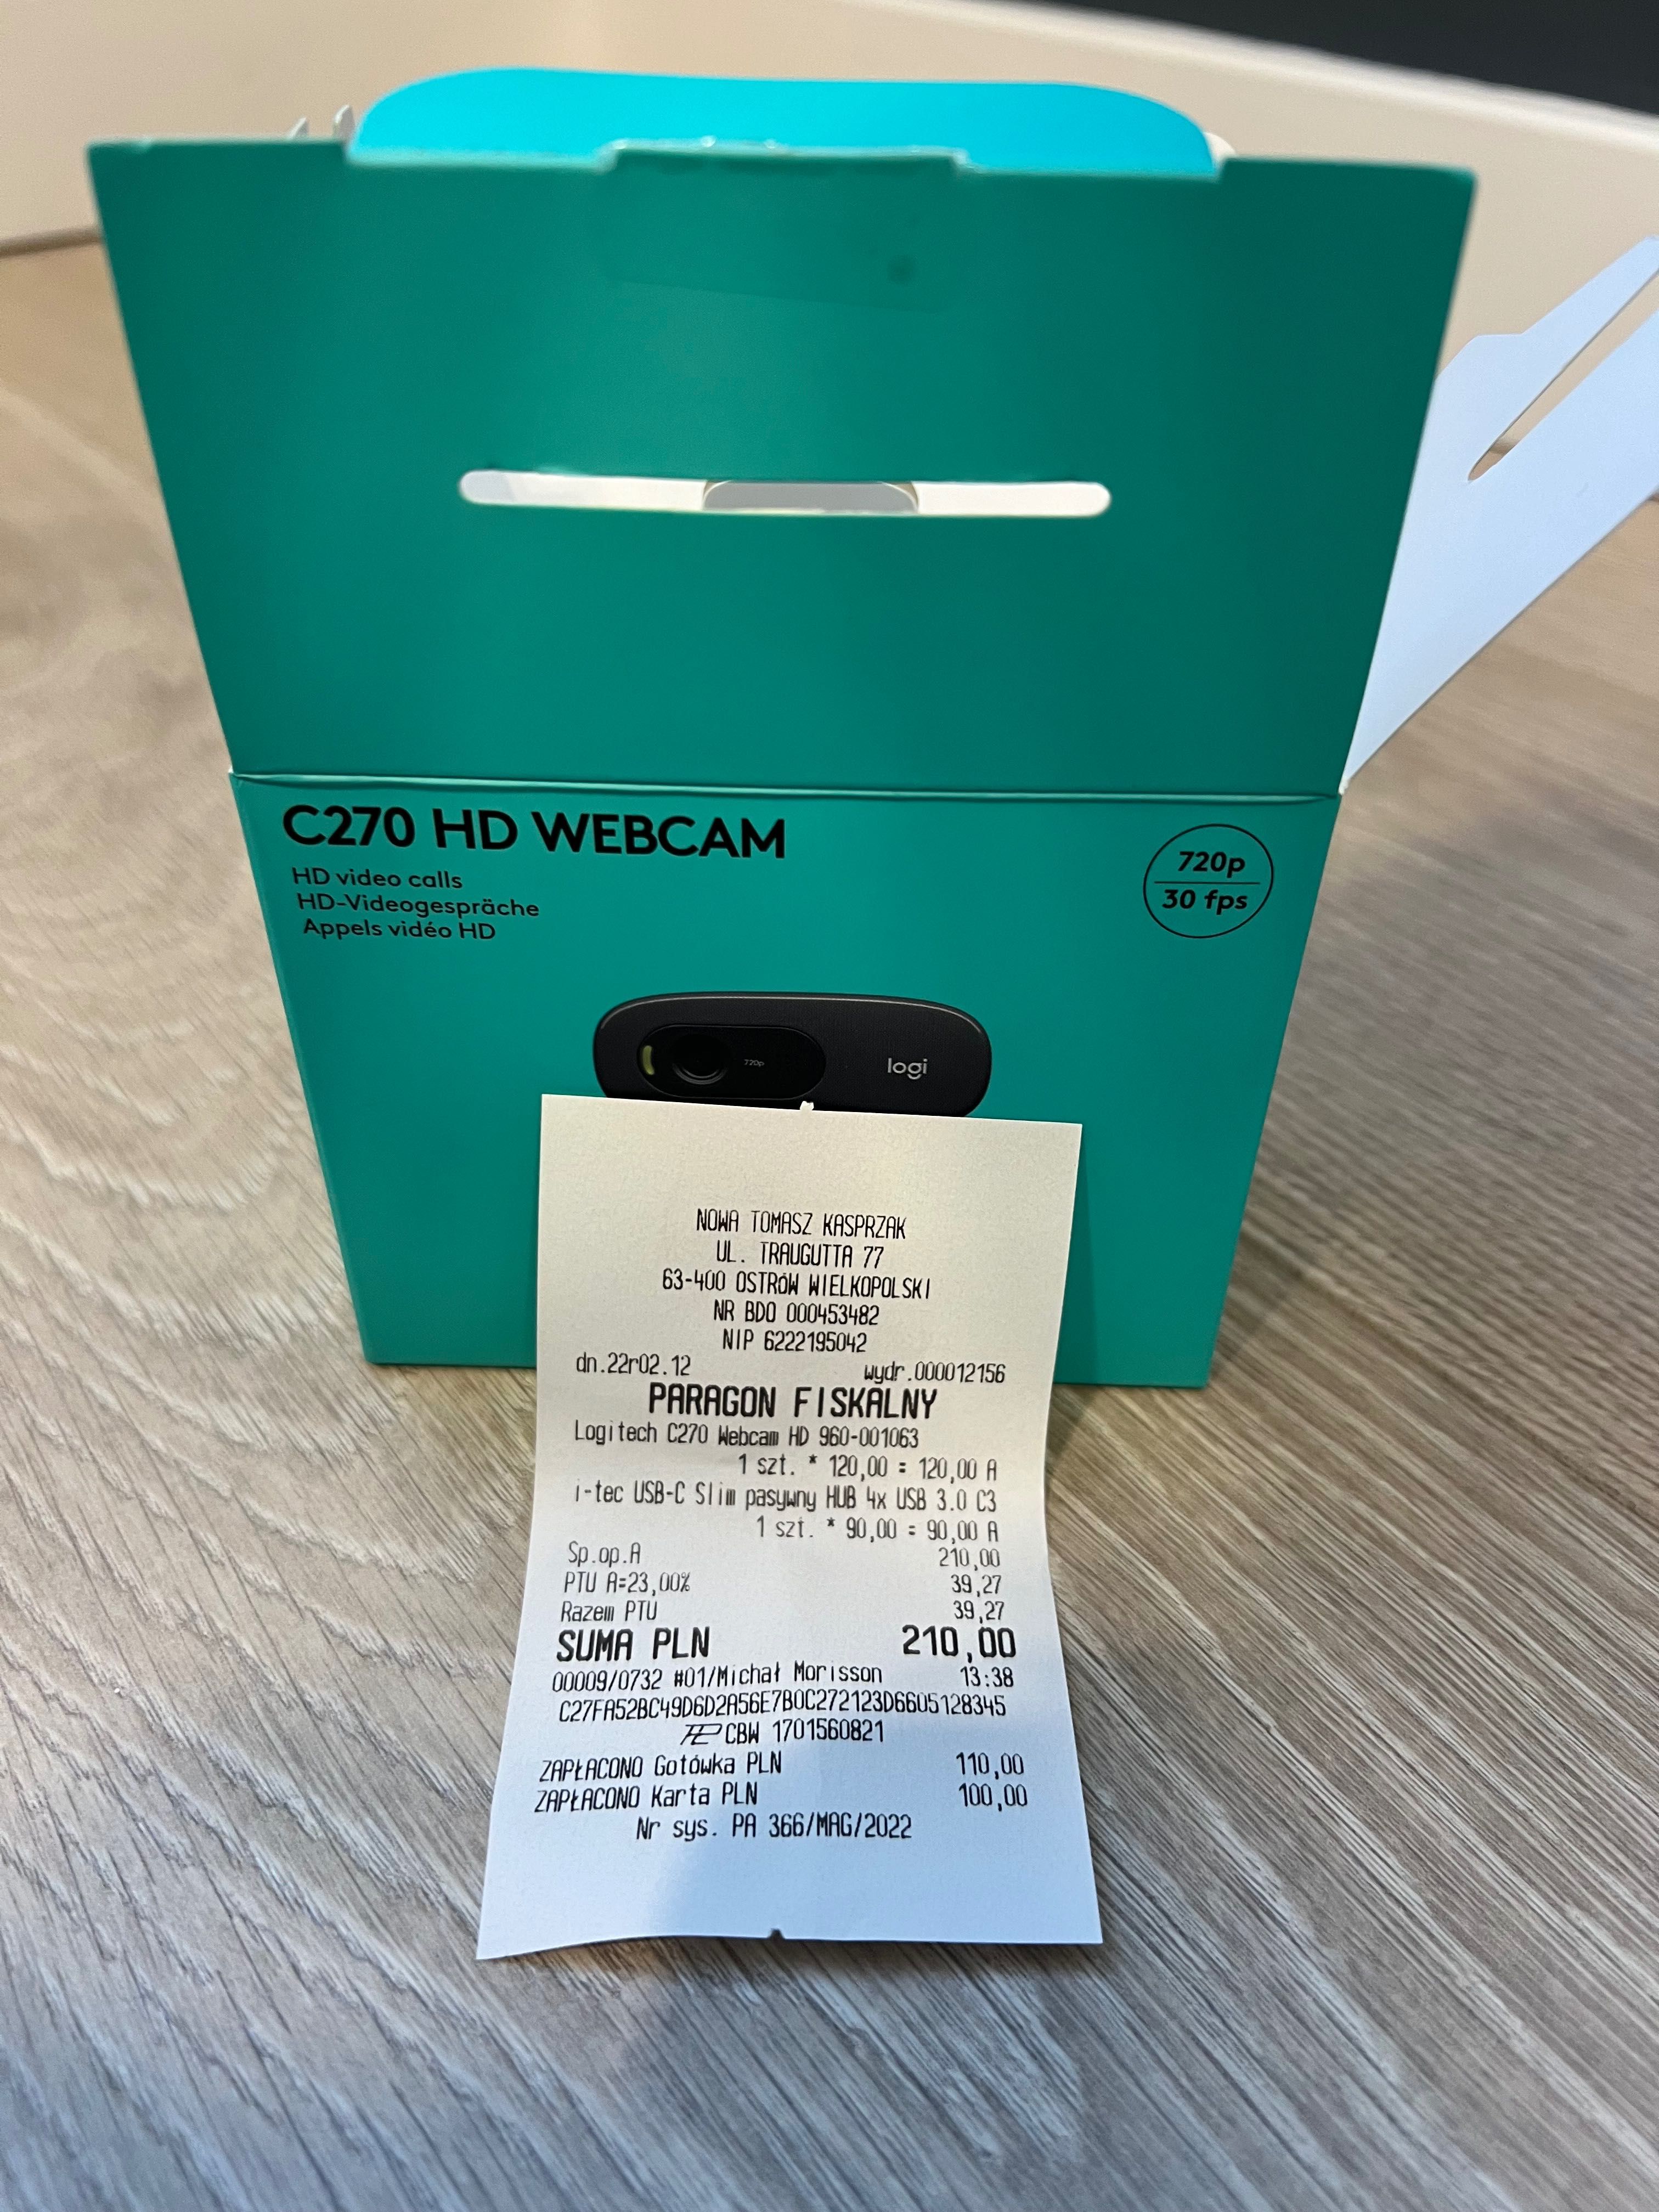 C270 HD WEBCAM
HD video calls
HD-Videogespräche
Appels vidéo HD
720p
30 fps
720p
logi
NOWA TOMASZ KASPRZAK
UL. TRAUGUTTA 77
63-400 OSTRÓW WIELKOPOLSKI
NR BDO 000453482
NIP 6222195042
dn.22r02.12 wydr.000012156
PARAGON FISKALNY
Logitech C270 Webcam HD 960-001063
1 szt. * 120,00 = 120,00 A
i-tec USB-C Slim pasywny HUB 4x USB 3.0 C3
1 szt. * 90,00 = 90,00 A
Sp.op.A 210,00
PTU A=23,00% 39,27
Razem PTU 39,27
SUMA PLN 210,00
00009/0732 #01/Michał Morisson 13:38
C27FA52BC49D6D2A56E7B0C272123D6605128345
CBW 1701560821
ZAPŁACONO Gotówka PLN 110,00
ZAPŁACONO Karta PLN 100,00
Nr sys. PA 366/MAG/2022